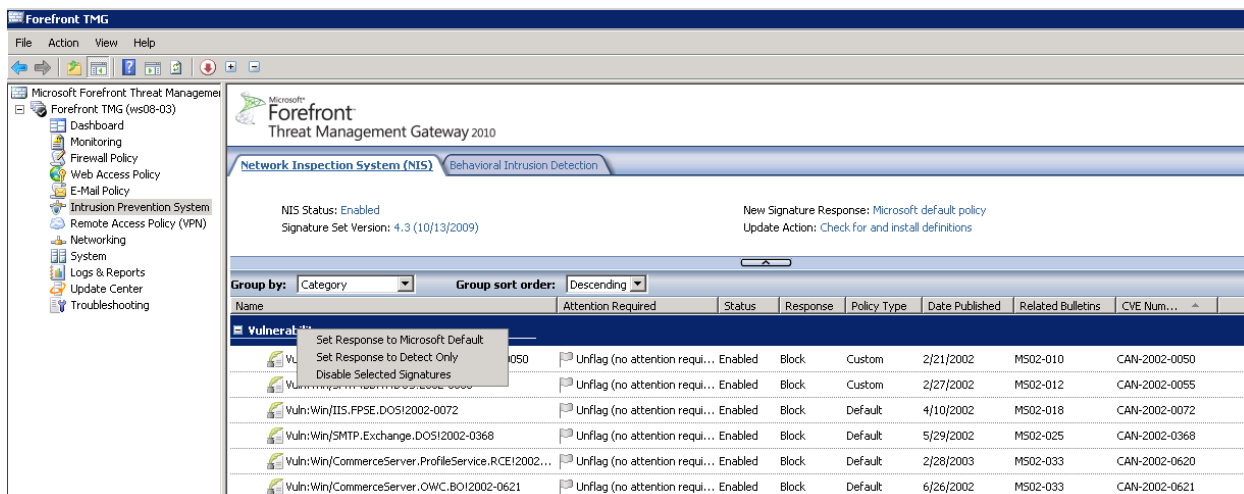 Forefront TMG
File Action View Help
Microsoft Forefront Threat Managemen
Forefront TMG (ws08-03)
Dashboard
Monitoring
Firewall Policy
Web Access Policy
E-Mail Policy
Intrusion Prevention System
Remote Access Policy (VPN)
Networking
System
Logs & Reports
Update Center
Troubleshooting
Microsoft
Forefront
Threat Management Gateway 2010
Network Inspection System (NIS) Behavioral Intrusion Detection
NIS Status: Enabled New Signature Response: Microsoft default policy
Signature Set Version: 4.3 (10/13/2009) Update Action: Check for and install definitions
Group by: Category Group sort order: Descending
Name Attention Required Status Response Policy Type Date Published Related Bulletins CVE Num...
Vulnerabili
Set Response to Microsoft Default
Set Response to Detect Only
Disable Selected Signatures
0050 Unflag (no attention requi... Enabled Block Custom 2/21/2002 MS02-010 CAN-2002-0050
Unflag (no attention requi... Enabled Block Custom 2/27/2002 MS02-012 CAN-2002-0055
Vuln:Win/IIS.FPSE.DOS!2002-0072 Unflag (no attention requi... Enabled Block Default 4/10/2002 MS02-018 CAN-2002-0072
Vuln:Win/SMTP.Exchange.DOS!2002-0368 Unflag (no attention requi... Enabled Block Default 5/29/2002 MS02-025 CAN-2002-0368
Vuln:Win/CommerceServer.ProfileService.RCE!2002... Unflag (no attention requi... Enabled Block Default 2/28/2003 MS02-033 CAN-2002-0620
Vuln:Win/CommerceServer.OWC.BO!2002-0621 Unflag (no attention requi... Enabled Block Default 6/26/2002 MS02-033 CAN-2002-0621